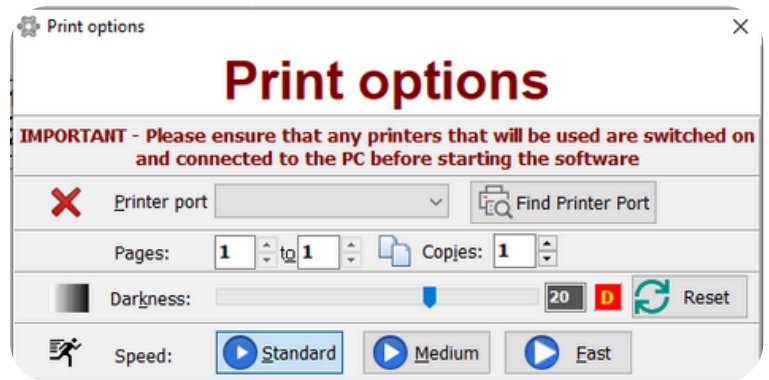 Print options
Print options
IMPORTANT - Please ensure that any printers that will be used are switched on
and connected to the PC before starting the software
Printer port Find Printer Port
Pages: 1 to 1 Copies: 1
Darkness: 20 D Reset
Speed: Standard Medium Fast